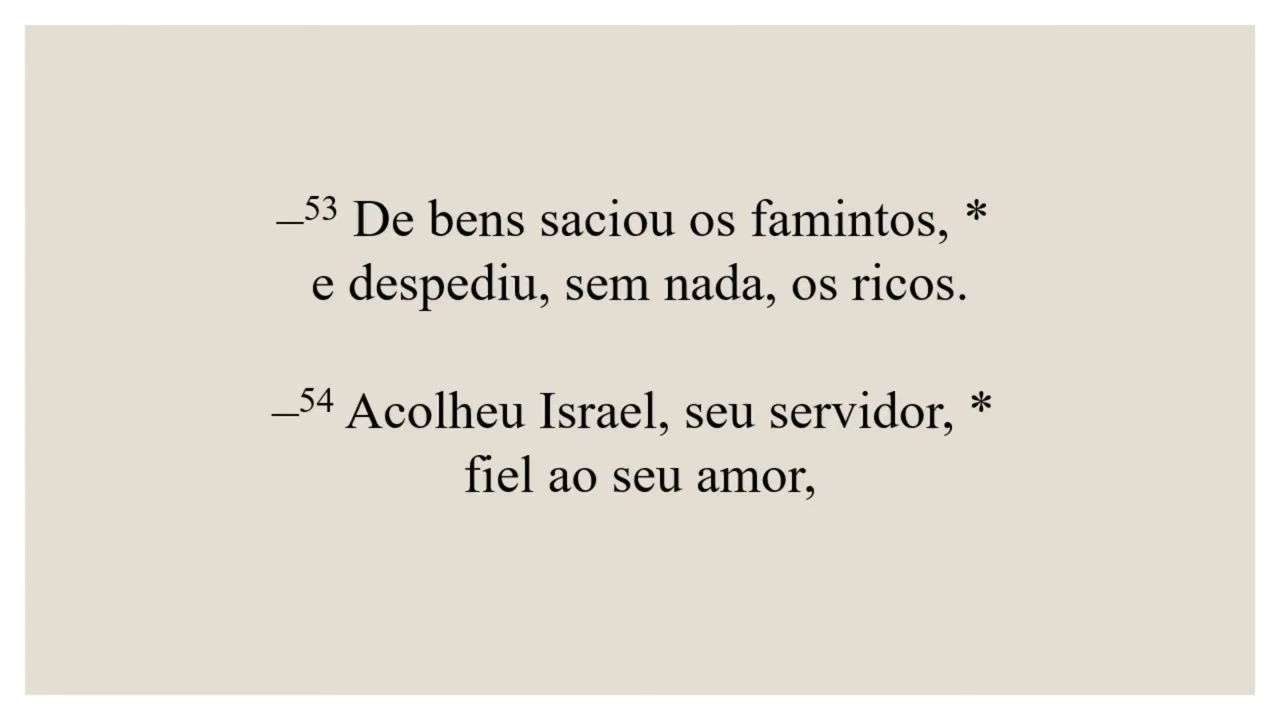 –53 De bens saciou os famintos, *
e despediu, sem nada, os ricos.
–54 Acolheu Israel, seu servidor, *
fiel ao seu amor,